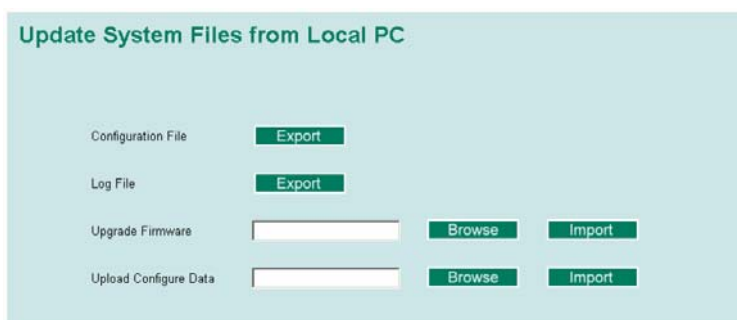 Update System Files from Local PC
Configuration File Export
Log File Export
Upgrade Firmware Browse Import
Upload Configure Data Browse Import